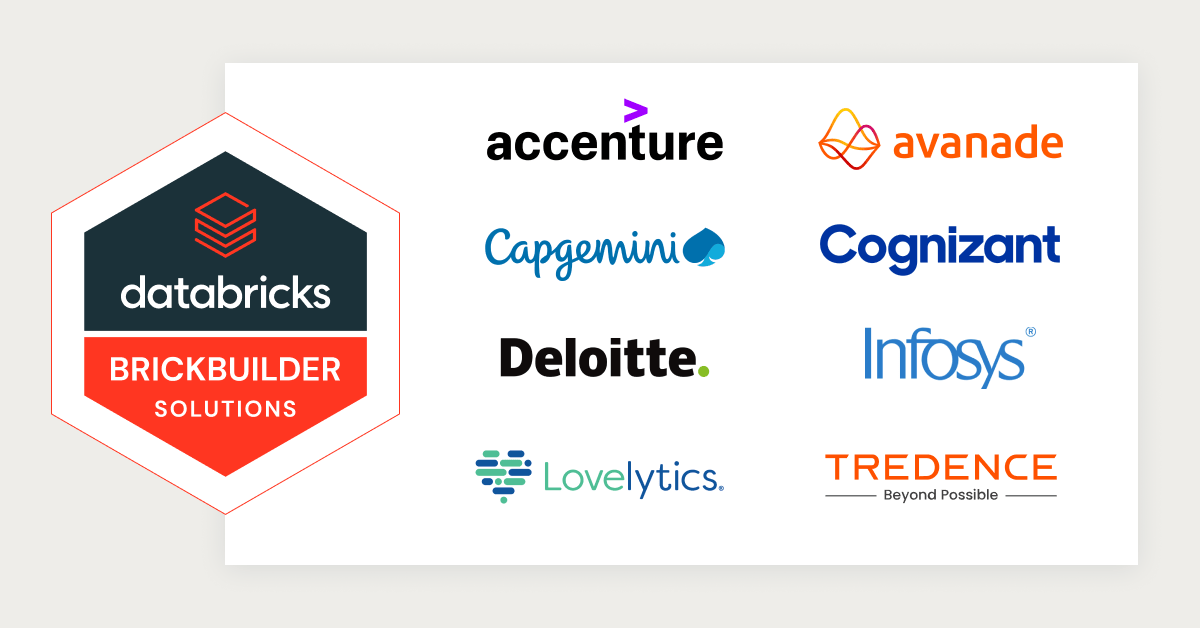 databricks
BRICKBUILDER
SOLUTIONS
accenture
avanade
Capgemini
Cognizant
Deloitte.
Infosys®
Lovelytics®
TREDENCE
Beyond Possible